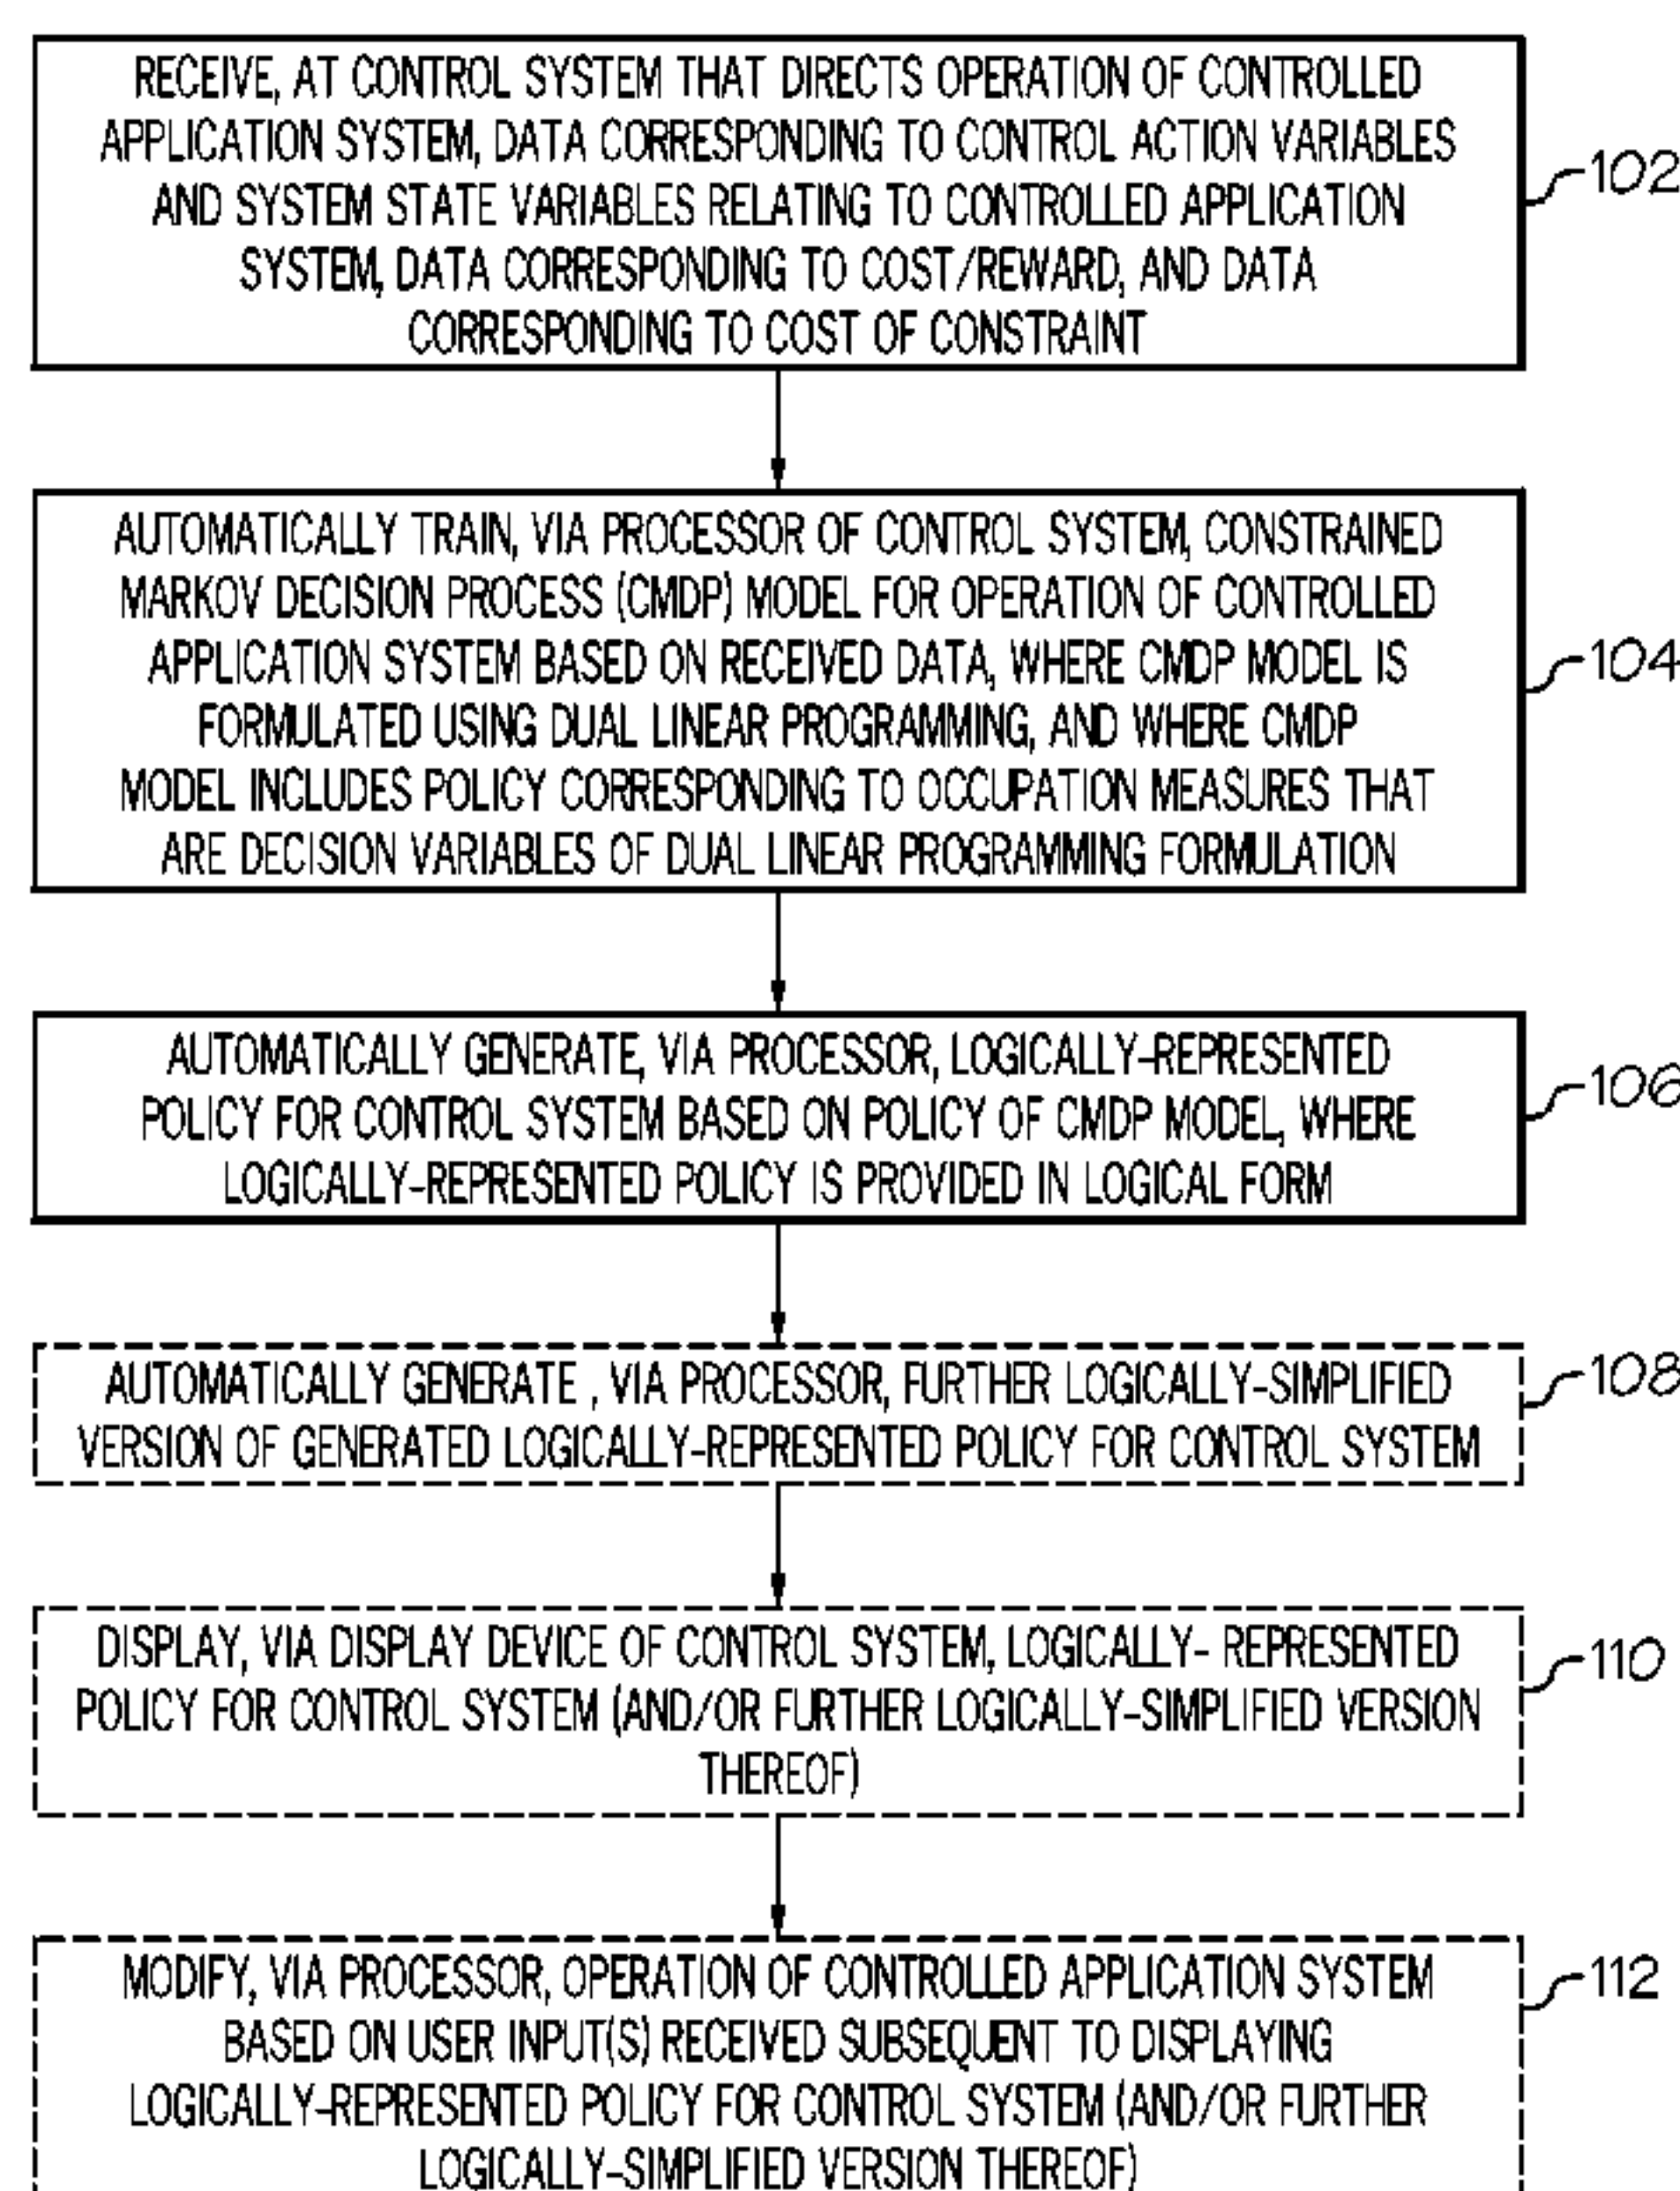 RECEIVE, AT CONTROL SYSTEM THAT DIRECTS OPERATION OF CONTROLLED
APPLICATION SYSTEM, DATA CORRESPONDING TO CONTROL ACTION VARIABLES
AND SYSTEM STATE VARIABLES RELATING TO CONTROLLED APPLICATION
SYSTEM, DATA CORRESPONDING TO COST/REWARD, AND DATA
CORRESPONDING TO COST OF CONSTRAINT
102
AUTOMATICALLY TRAIN, VIA PROCESSOR OF CONTROL SYSTEM, CONSTRAINED
MARKOV DECISION PROCESS (CMDP) MODEL FOR OPERATION OF CONTROLLED
APPLICATION SYSTEM BASED ON RECEIVED DATA, WHERE CMDP MODEL IS
FORMULATED USING DUAL LINEAR PROGRAMMING, AND WHERE CMDP
MODEL INCLUDES POLICY CORRESPONDING TO OCCUPATION MEASURES THAT
ARE DECISION VARIABLES OF DUAL LINEAR PROGRAMMING FORMULATION
104
AUTOMATICALLY GENERATE, VIA PROCESSOR, LOGICALLY-REPRESENTED
POLICY FOR CONTROL SYSTEM BASED ON POLICY OF CMDP MODEL, WHERE
LOGICALLY-REPRESENTED POLICY IS PROVIDED IN LOGICAL FORM
106
AUTOMATICALLY GENERATE , VIA PROCESSOR, FURTHER LOGICALLY-SIMPLIFIED
VERSION OF GENERATED LOGICALLY-REPRESENTED POLICY FOR CONTROL SYSTEM
108
DISPLAY, VIA DISPLAY DEVICE OF CONTROL SYSTEM, LOGICALLY- REPRESENTED
POLICY FOR CONTROL SYSTEM (AND/OR FURTHER LOGICALLY-SIMPLIFIED VERSION
THEREOF)
110
MODIFY, VIA PROCESSOR, OPERATION OF CONTROLLED APPLICATION SYSTEM
BASED ON USER INPUT(S) RECEIVED SUBSEQUENT TO DISPLAYING
LOGICALLY-REPRESENTED POLICY FOR CONTROL SYSTEM (AND/OR FURTHER
LOGICALLY-SIMPLIFIED VERSION THEREOF)
112